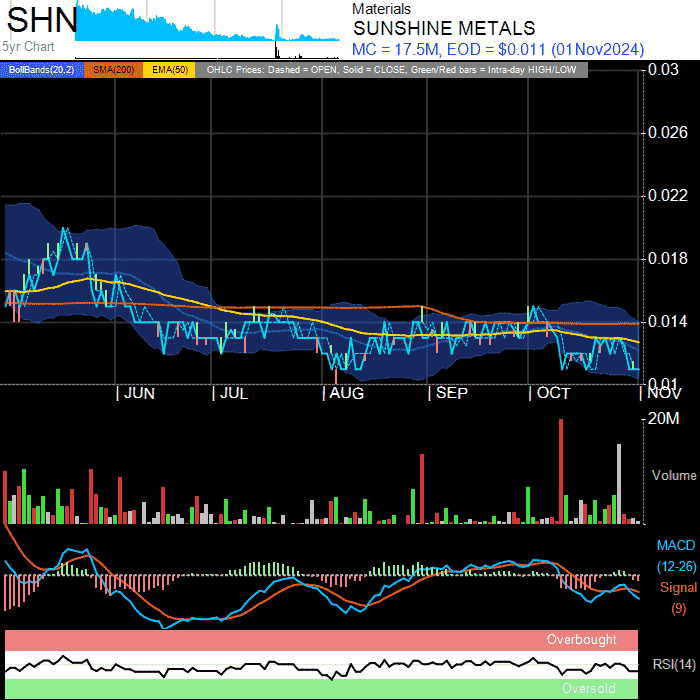 SHN
5yr Chart
Materials
SUNSHINE METALS
MC = 17.5M, EOD = $0.011 (01Nov2024)
BollBands(20,2) SMA(200) EMA(50) OHLC Prices: Dashed = OPEN, Solid = CLOSE, Green/Red bars = Intra-day HIGH/LOW
0.03
0.026
0.022
0.018
0.014
0.01
JUN JUL AUG SEP OCT NOV
20M
Volume
MACD
(12-26)
Signal
(9)
Overbought
RSI(14)
Oversold